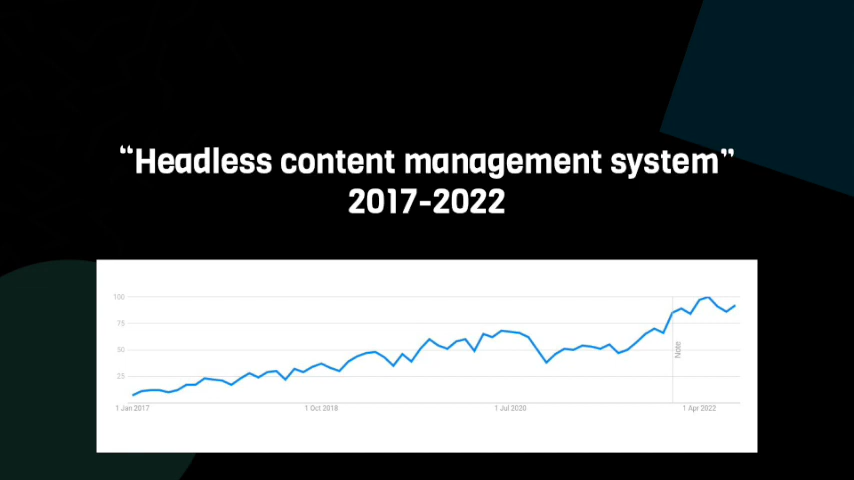 “Headless content management system”
2017-2022
100
75
50
25
Note
1 Jan 2017
1 Oct 2018
1 Jul 2020
1 Apr 2022